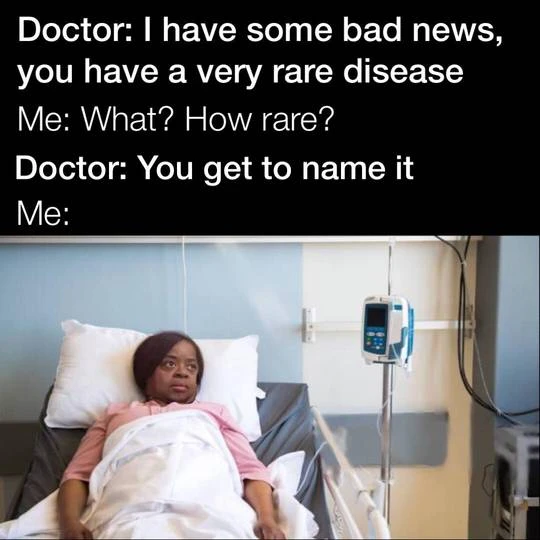 Doctor: I have some bad news,
you have a very rare disease
Me: What? How rare?
Doctor: You get to name it
Me: